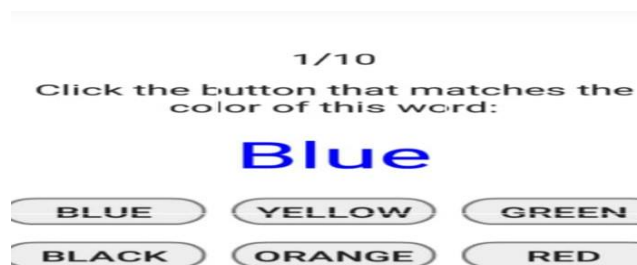 1/10
Click the button that matches the
color of this word:
Blue
BLUE YELLOW GREEN
BLACK ORANGE RED